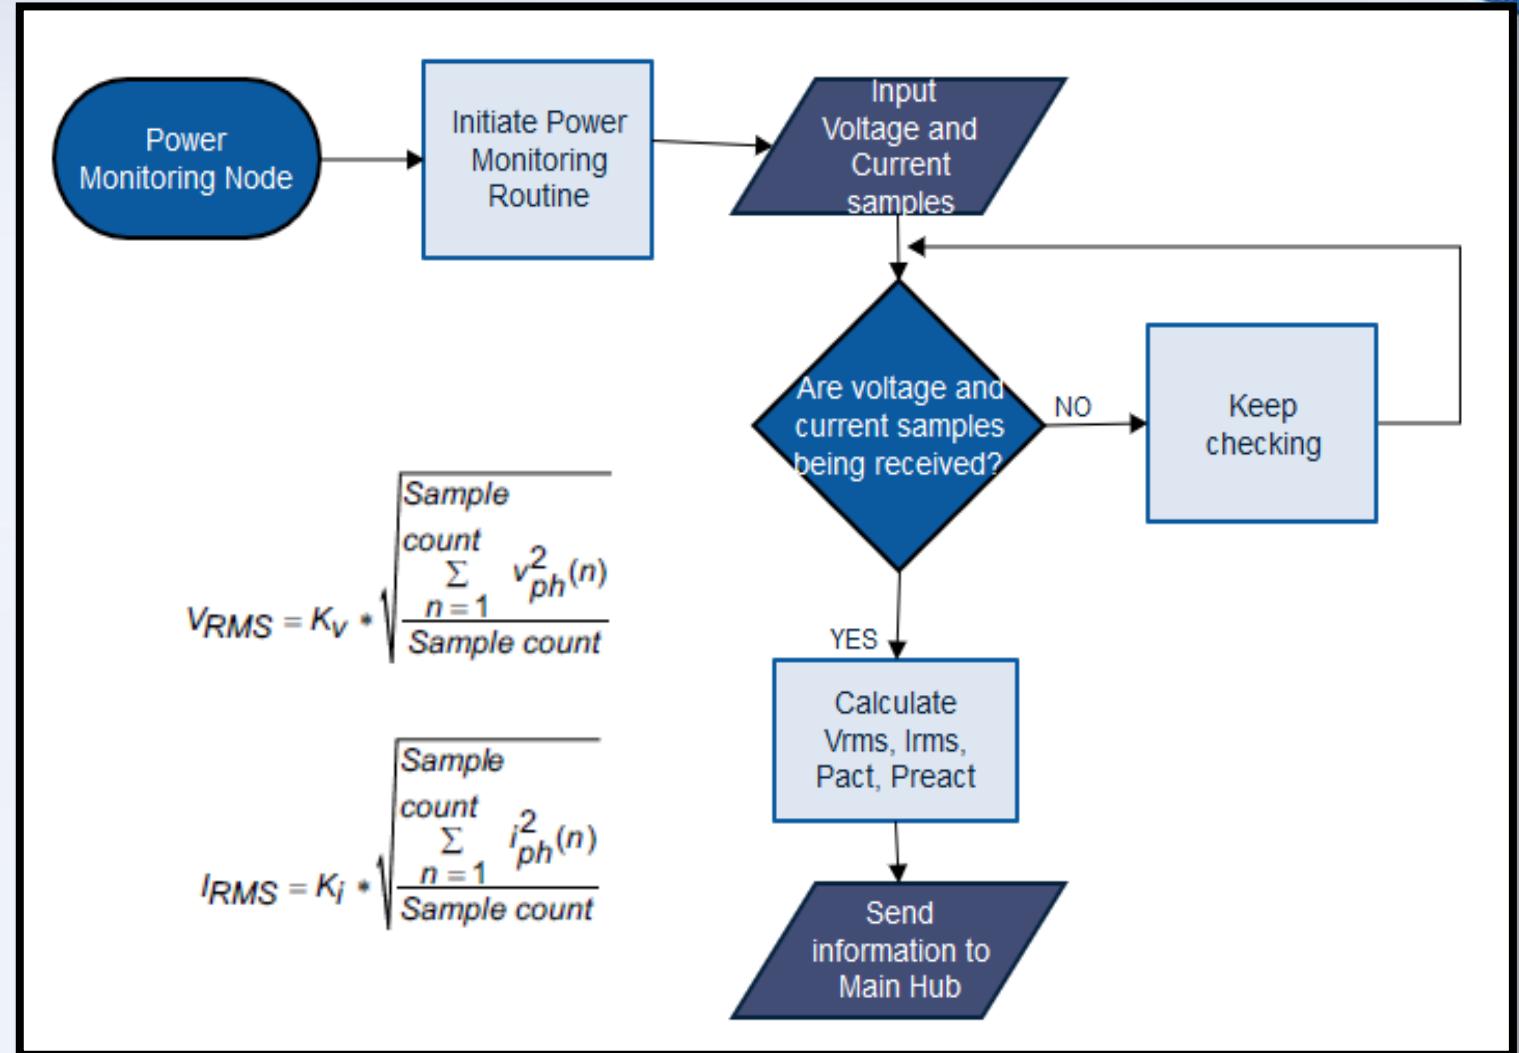 Power
Monitoring Node
Initiate Power
Monitoring
Routine
Input
Voltage and
Current
samples
Are voltage and
current samples
being received?
NO
Keep
checking
YES
Calculate
Vrms, Irms,
Pact, Preact
Send
information to
Main Hub
Sample
count
Σ v²ph(n)
n = 1
VRMS = Kv * √
Sample count
Sample
count
Σ i²ph(n)
n = 1
IRMS = Ki * √
Sample count